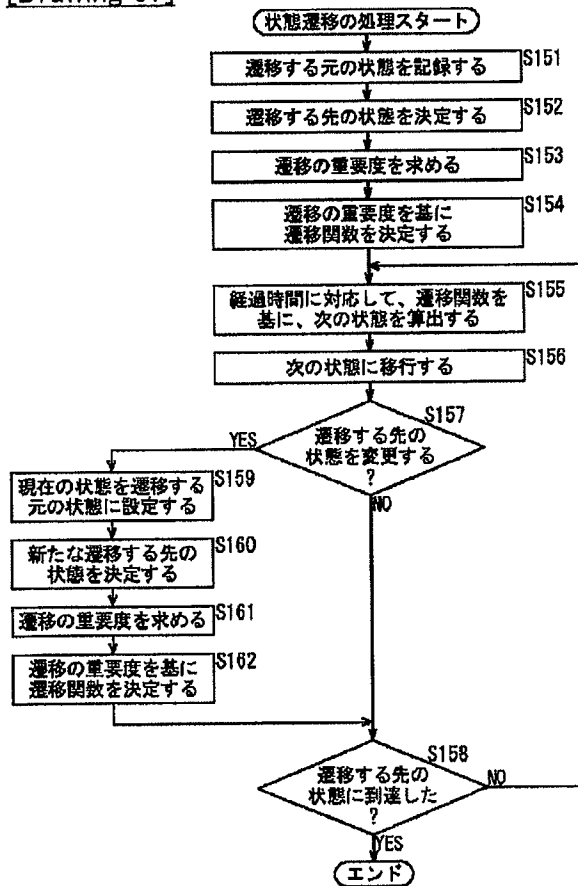 状態遷移の処理スタート
遷移する元の状態を記録する
S151
遷移する先の状態を決定する
S152
遷移の重要度を求める
S153
遷移の重要度を基に
遷移関数を決定する
S154
経過時間に対応して、遷移関数を
基に、次の状態を算出する
S155
次の状態に移行する
S156
遷移する先の
状態を変更する
?
S157
YES
NO
現在の状態を遷移する
元の状態に設定する
S159
新たな遷移する先の
状態を決定する
S160
遷移の重要度を求める
S161
遷移の重要度を基に
遷移関数を決定する
S162
遷移する先の
状態に到達した
?
S158
NO
YES
エンド